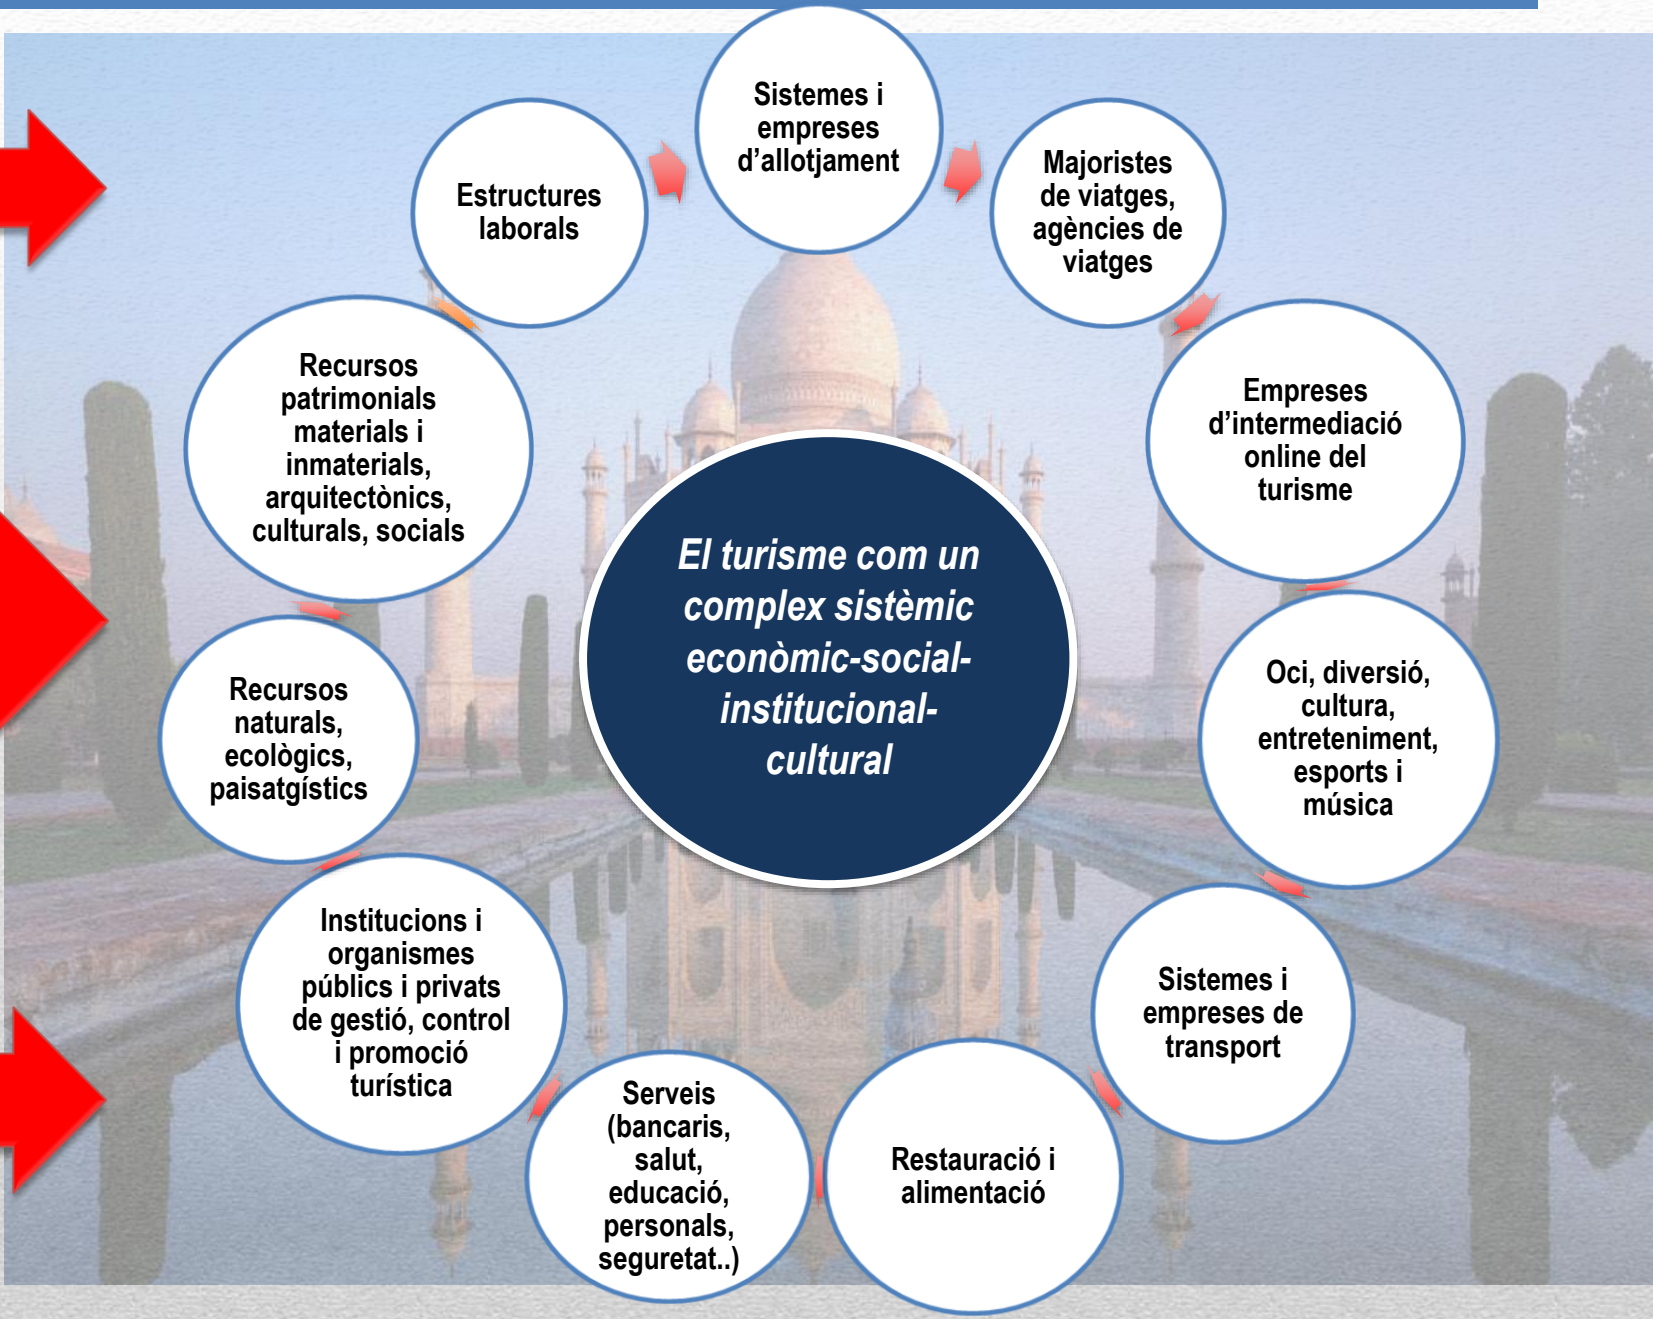 Sistemes i
empreses
d’allotjament
Majoristes
de viatges,
agències de
viatges
Empreses
d’intermediació
online del
turisme
Oci, diversió,
cultura,
entreteniment,
esports i
música
Sistemes i
empreses de
transport
Restauració i
alimentació
Serveis
(bancaris,
salut,
educació,
personals,
seguretat..)
Institucions i
organismes
públics i privats
de gestió, control
i promoció
turística
Recursos
naturals,
ecològics,
paisatgístics
Recursos
patrimonials
materials i
inmaterials,
arquitectònics,
culturals, socials
Estructures
laborals
El turisme com un
complex sistèmic
econòmic-social-
institucional-
cultural